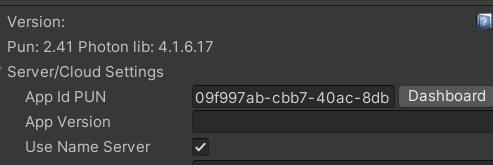 Version:
Pun: 2.41 Photon lib: 4.1.6.17
Server/Cloud Settings
App Id PUN 09f997ab-cbb7-40ac-8db Dashboard
App Version
Use Name Server